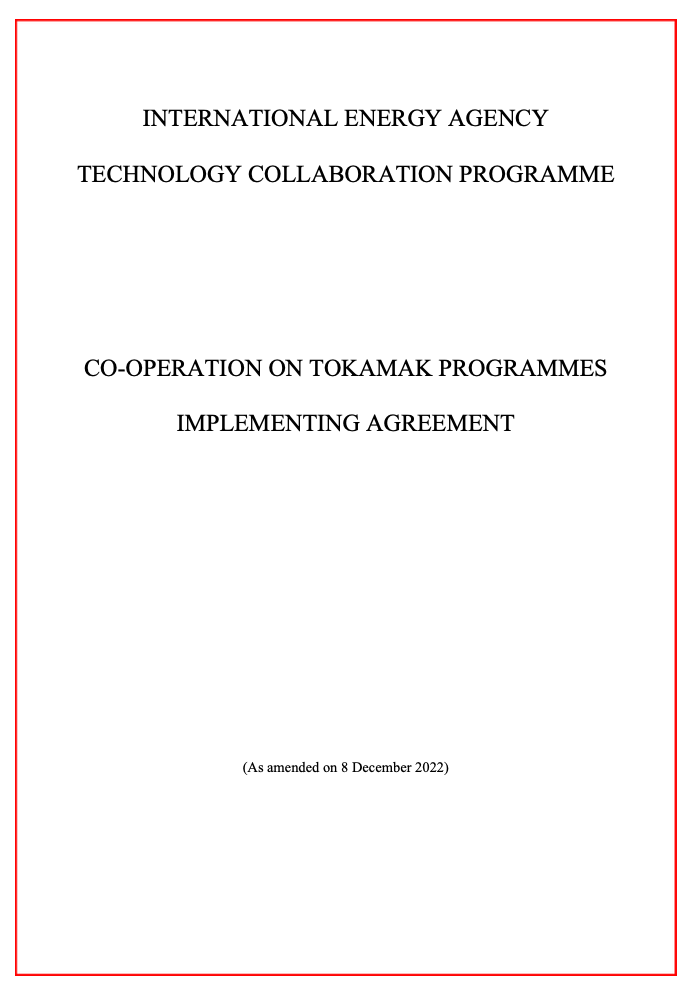 INTERNATIONAL ENERGY AGENCY
TECHNOLOGY COLLABORATION PROGRAMME
CO-OPERATION ON TOKAMAK PROGRAMMES
IMPLEMENTING AGREEMENT
(As amended on 8 December 2022)